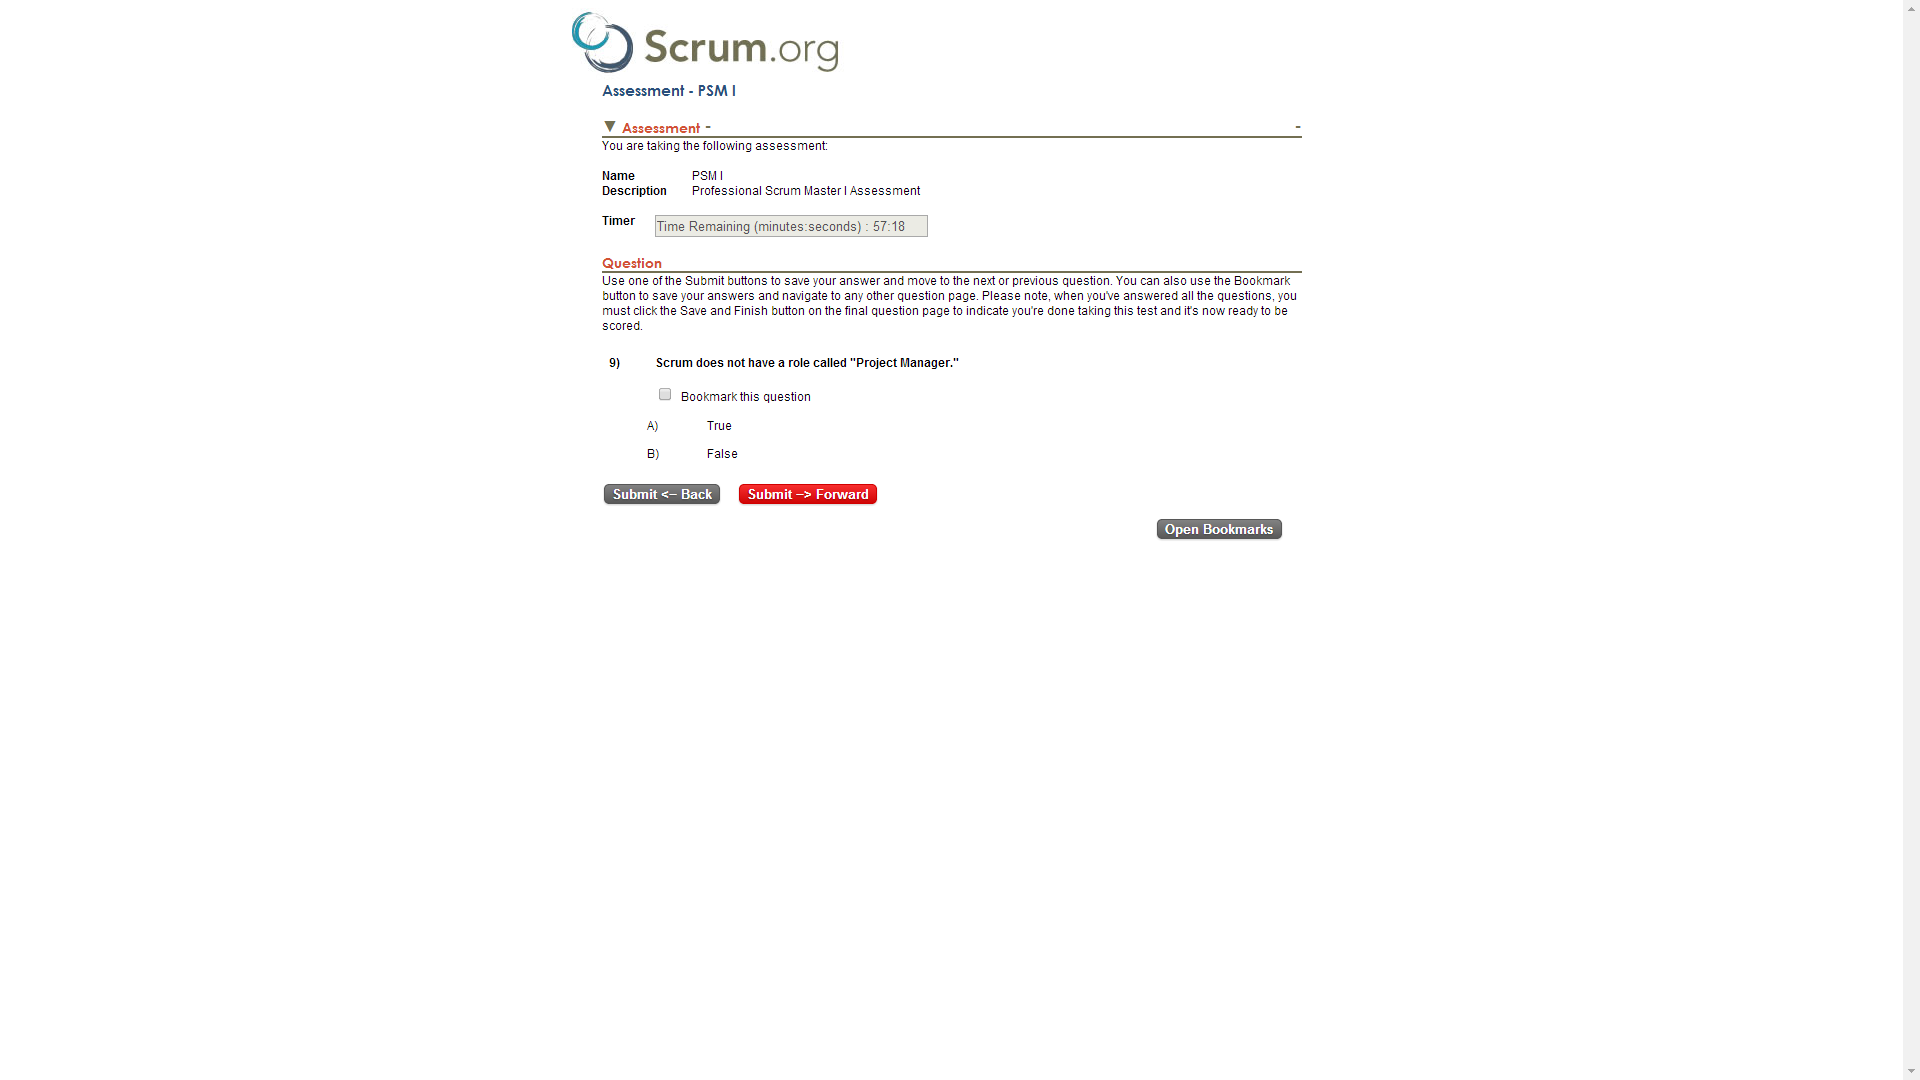 Scrum.org
Assessment - PSM I
▼ Assessment - -
You are taking the following assessment:
Name PSM I
Description Professional Scrum Master I Assessment
Timer Time Remaining (minutes:seconds) : 57:18
Question
Use one of the Submit buttons to save your answer and move to the next or previous question. You can also use the Bookmark
button to save your answers and navigate to any other question page. Please note, when you've answered all the questions, you
must click the Save and Finish button on the final question page to indicate you're done taking this test and it's now ready to be
scored.
9) Scrum does not have a role called "Project Manager."
Bookmark this question
A) True
B) False
Submit <-- Back Submit --> Forward
Open Bookmarks